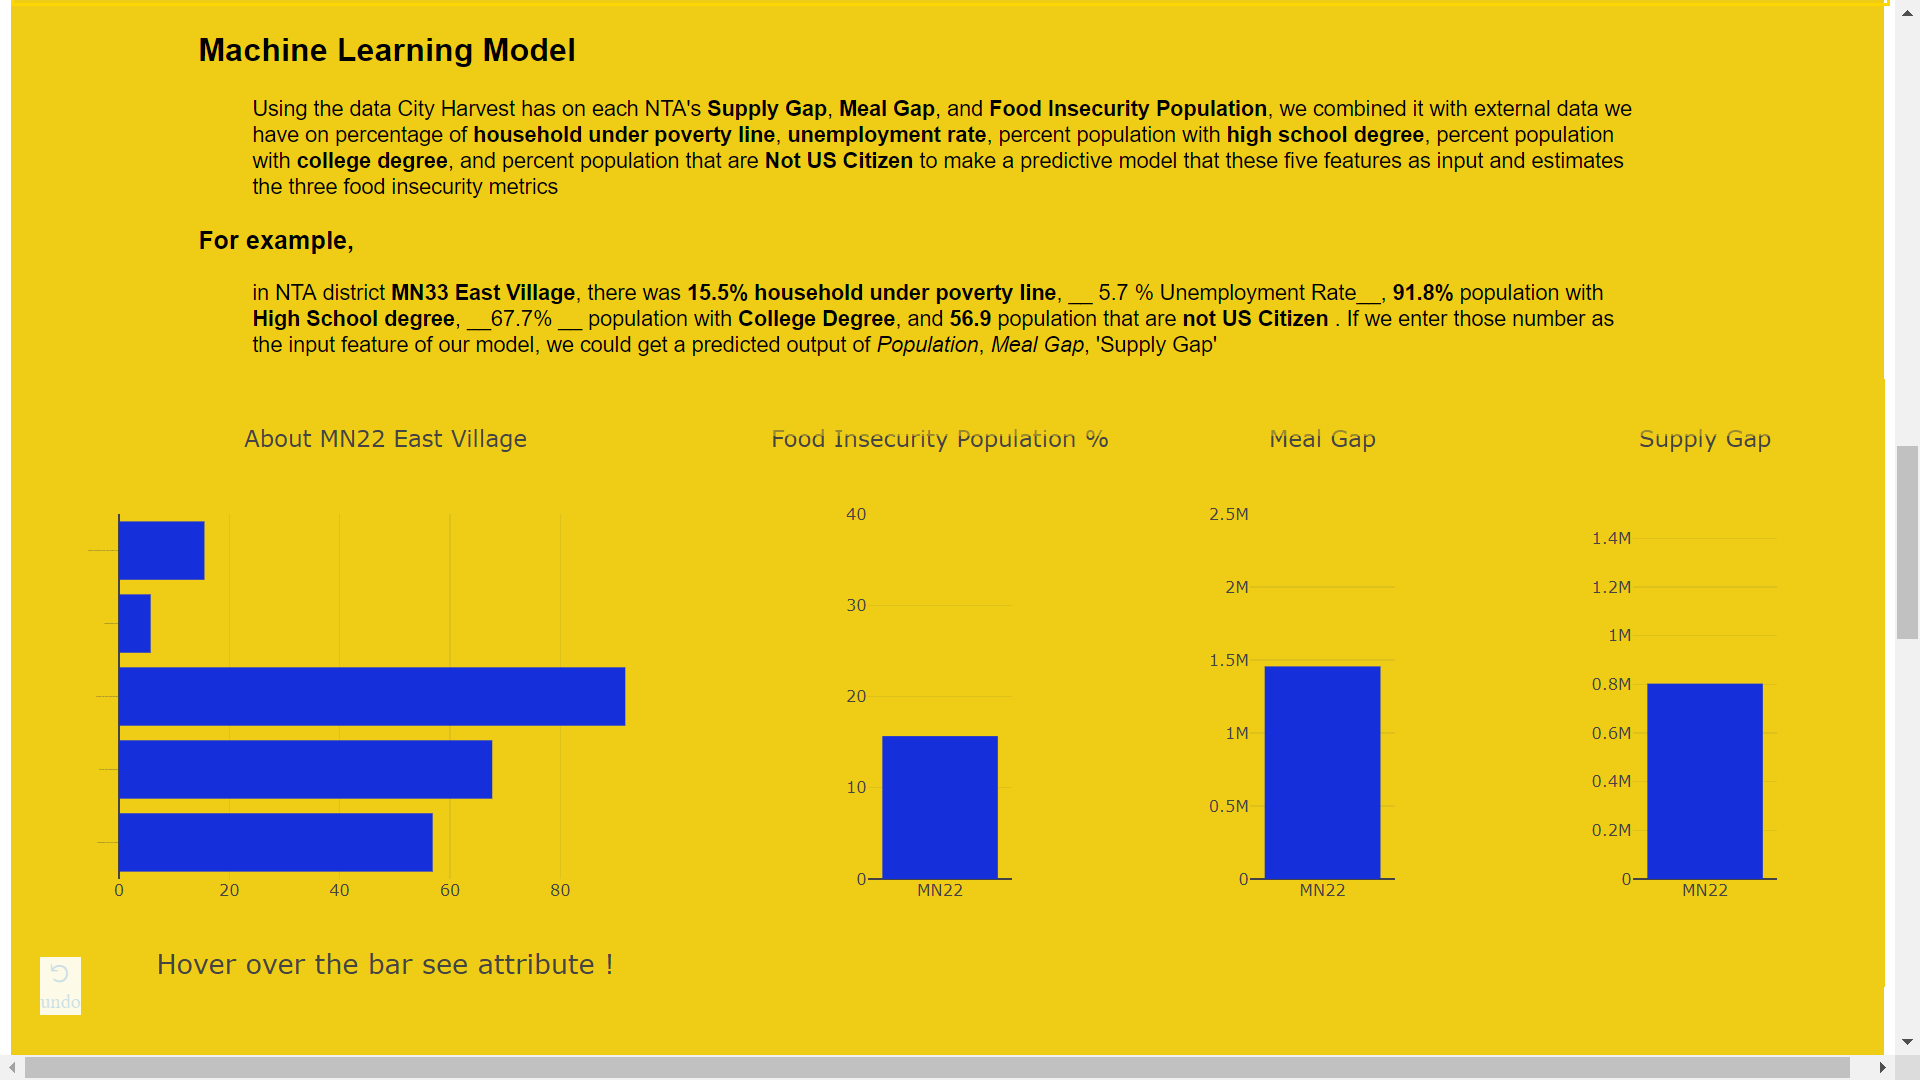 Machine Learning Model
Using the data City Harvest has on each NTA's Supply Gap, Meal Gap, and Food Insecurity Population, we combined it with external data we
have on percentage of household under poverty line, unemployment rate, percent population with high school degree, percent population
with college degree, and percent population that are Not US Citizen to make a predictive model that these five features as input and estimates
the three food insecurity metrics
For example,
in NTA district MN33 East Village, there was 15.5% household under poverty line, __ 5.7 % Unemployment Rate__, 91.8% population with
High School degree, __67.7% __ population with College Degree, and 56.9 population that are not US Citizen . If we enter those number as
the input feature of our model, we could get a predicted output of Population, Meal Gap, 'Supply Gap'
About MN22 East Village
0 20 40 60 80
Hover over the bar see attribute !
Food Insecurity Population %
40
30
20
10
0
MN22
Meal Gap
2.5M
2M
1.5M
1M
0.5M
0
MN22
Supply Gap
1.4M
1.2M
1M
0.8M
0.6M
0.4M
0.2M
0
MN22
undo